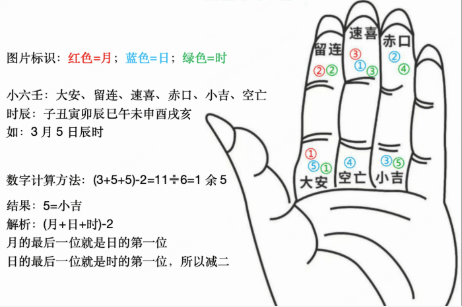 图片标识：红色=月；蓝色=日；绿色=时
小六壬：大安、留连、速喜、赤口、小吉、空亡
时辰：子丑寅卯辰巳午未申酉戌亥
如：3月5日辰时
数字计算方法：(3+5+5)-2=11÷6=1 余 5
结果：5=小吉
解析：(月+日+时)-2
月的最后一位就是日的第一位
日的最后一位就是时的第一位，所以减二
速喜
留连
赤口
③
①
③
②②
②
④
①
⑤①
④
③⑤
大安
空亡
小吉